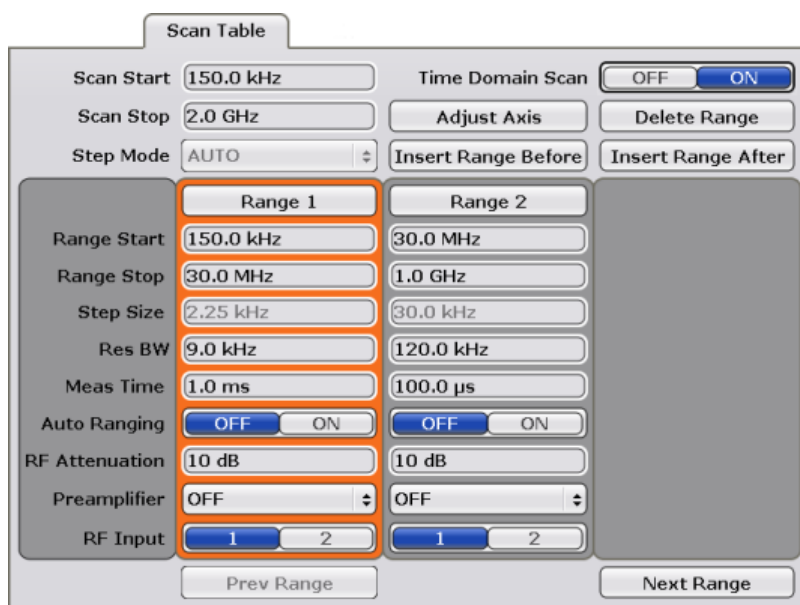 Scan Table
Scan Start 150.0 kHz Time Domain Scan OFF ON
Scan Stop 2.0 GHz Adjust Axis Delete Range
Step Mode AUTO Insert Range Before Insert Range After
Range 1 Range 2
Range Start 150.0 kHz 30.0 MHz
Range Stop 30.0 MHz 1.0 GHz
Step Size 2.25 kHz 30.0 kHz
Res BW 9.0 kHz 120.0 kHz
Meas Time 1.0 ms 100.0 µs
Auto Ranging OFF ON OFF ON
RF Attenuation 10 dB 10 dB
Preamplifier OFF OFF
RF Input 1 2 1 2
Prev Range Next Range